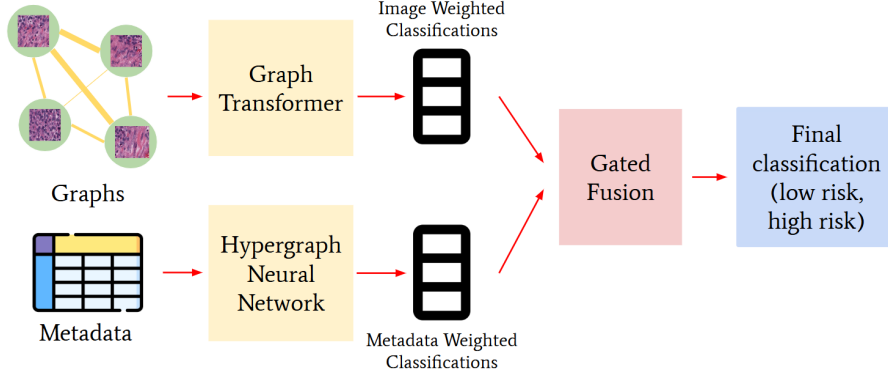 Image Weighted
Classifications
Graph
Transformer
Graphs
Gated
Fusion
Final
classification
(low risk,
high risk)
Hypergraph
Neural
Network
Metadata
Metadata Weighted
Classifications